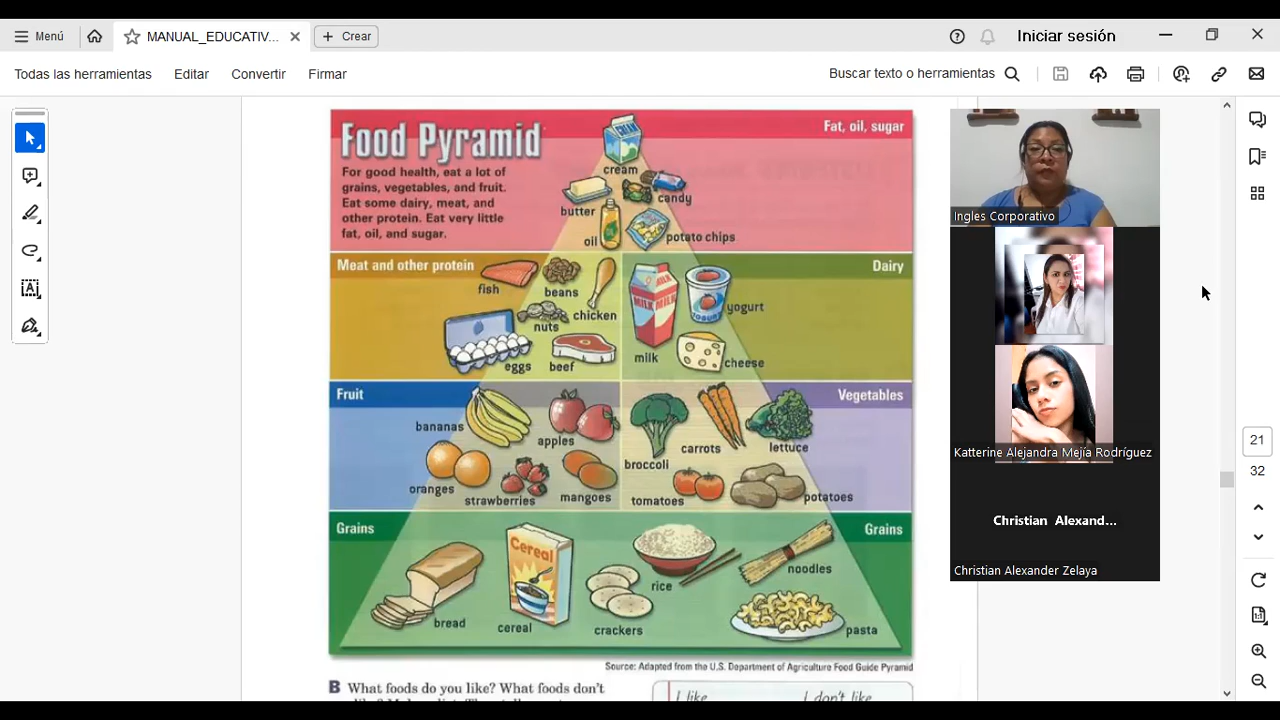 Menú
MANUAL_EDUCATIV...
Crear
Iniciar sesión
Todas las herramientas
Editar
Convertir
Firmar
Buscar texto o herramientas
Food Pyramid
Fat, oil, sugar
For good health, eat a lot of
grains, vegetables, and fruit.
Eat some dairy, meat, and
other protein. Eat very little
fat, oil, and sugar.
CREAM
cream
butter
candy
oil
potato chips
Meat and other protein
Dairy
fish
beans
chicken
nuts
eggs
beef
MILK
MILK
milk
YOGURT
yogurt
cheese
Fruit
Vegetables
bananas
apples
oranges
strawberries
mangoes
broccoli
carrots
lettuce
tomatoes
potatoes
Grains
Grains
bread
Cereal
cereal
crackers
rice
noodles
pasta
Source: Adapted from the U.S. Department of Agriculture Food Guide Pyramid
B What foods do you like? What foods don't
I like
I don't like
Ingles Corporativo
Katterine Alejandra Mejía Rodríguez
Christian Alexand...
Christian Alexander Zelaya
21
32